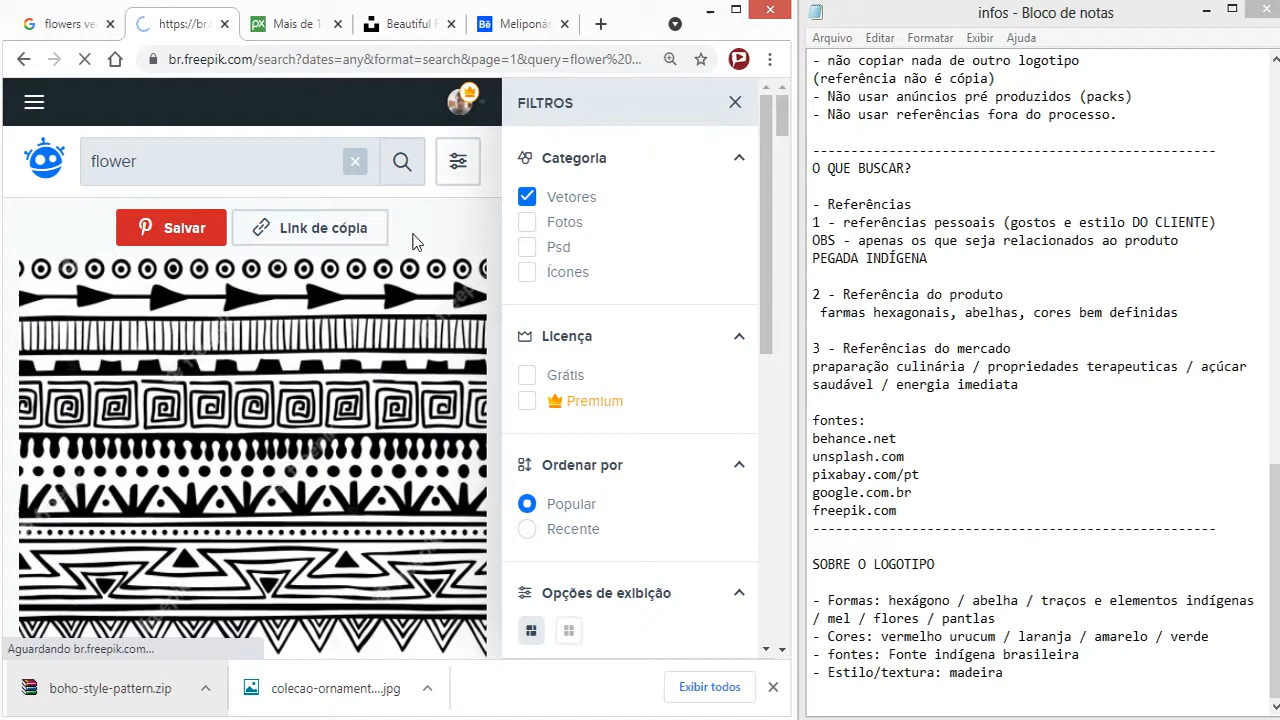 flowers ve
https://br.
Mais de 1
Beautiful F
Meliponár
br.freepik.com/search?dates=any&format=search&page=1&query=flower%20...
flower
Salvar
Link de cópia
FILTROS
Categoria
Vetores
Fotos
Psd
Ícones
Licença
Grátis
Premium
Ordenar por
Popular
Recente
Opções de exibição
Aguardando br.freepik.com...
boho-style-pattern.zip
colecao-ornament....jpg
Exibir todos
infos - Bloco de notas
Arquivo Editar Formatar Exibir Ajuda
- não copiar nada de outro logotipo
(referência não é cópia)
- Não usar anúncios pré produzidos (packs)
- Não usar referências fora do processo.
--------------------------------------------------
O QUE BUSCAR?
- Referências
1 - referências pessoais (gostos e estilo DO CLIENTE)
OBS - apenas os que seja relacionados ao produto
PEGADA INDÍGENA
2 - Referência do produto
farmas hexagonais, abelhas, cores bem definidas
3 - Referências do mercado
praparação culinária / propriedades terapeuticas / açúcar
saudável / energia imediata
fontes:
behance.net
unsplash.com
pixabay.com/pt
google.com.br
freepik.com
--------------------------------------------------
SOBRE O LOGOTIPO
- Formas: hexágono / abelha / traços e elementos indígenas
/ mel / flores / pantlas
- Cores: vermelho urucum / laranja / amarelo / verde
- fontes: Fonte indígena brasileira
- Estilo/textura: madeira